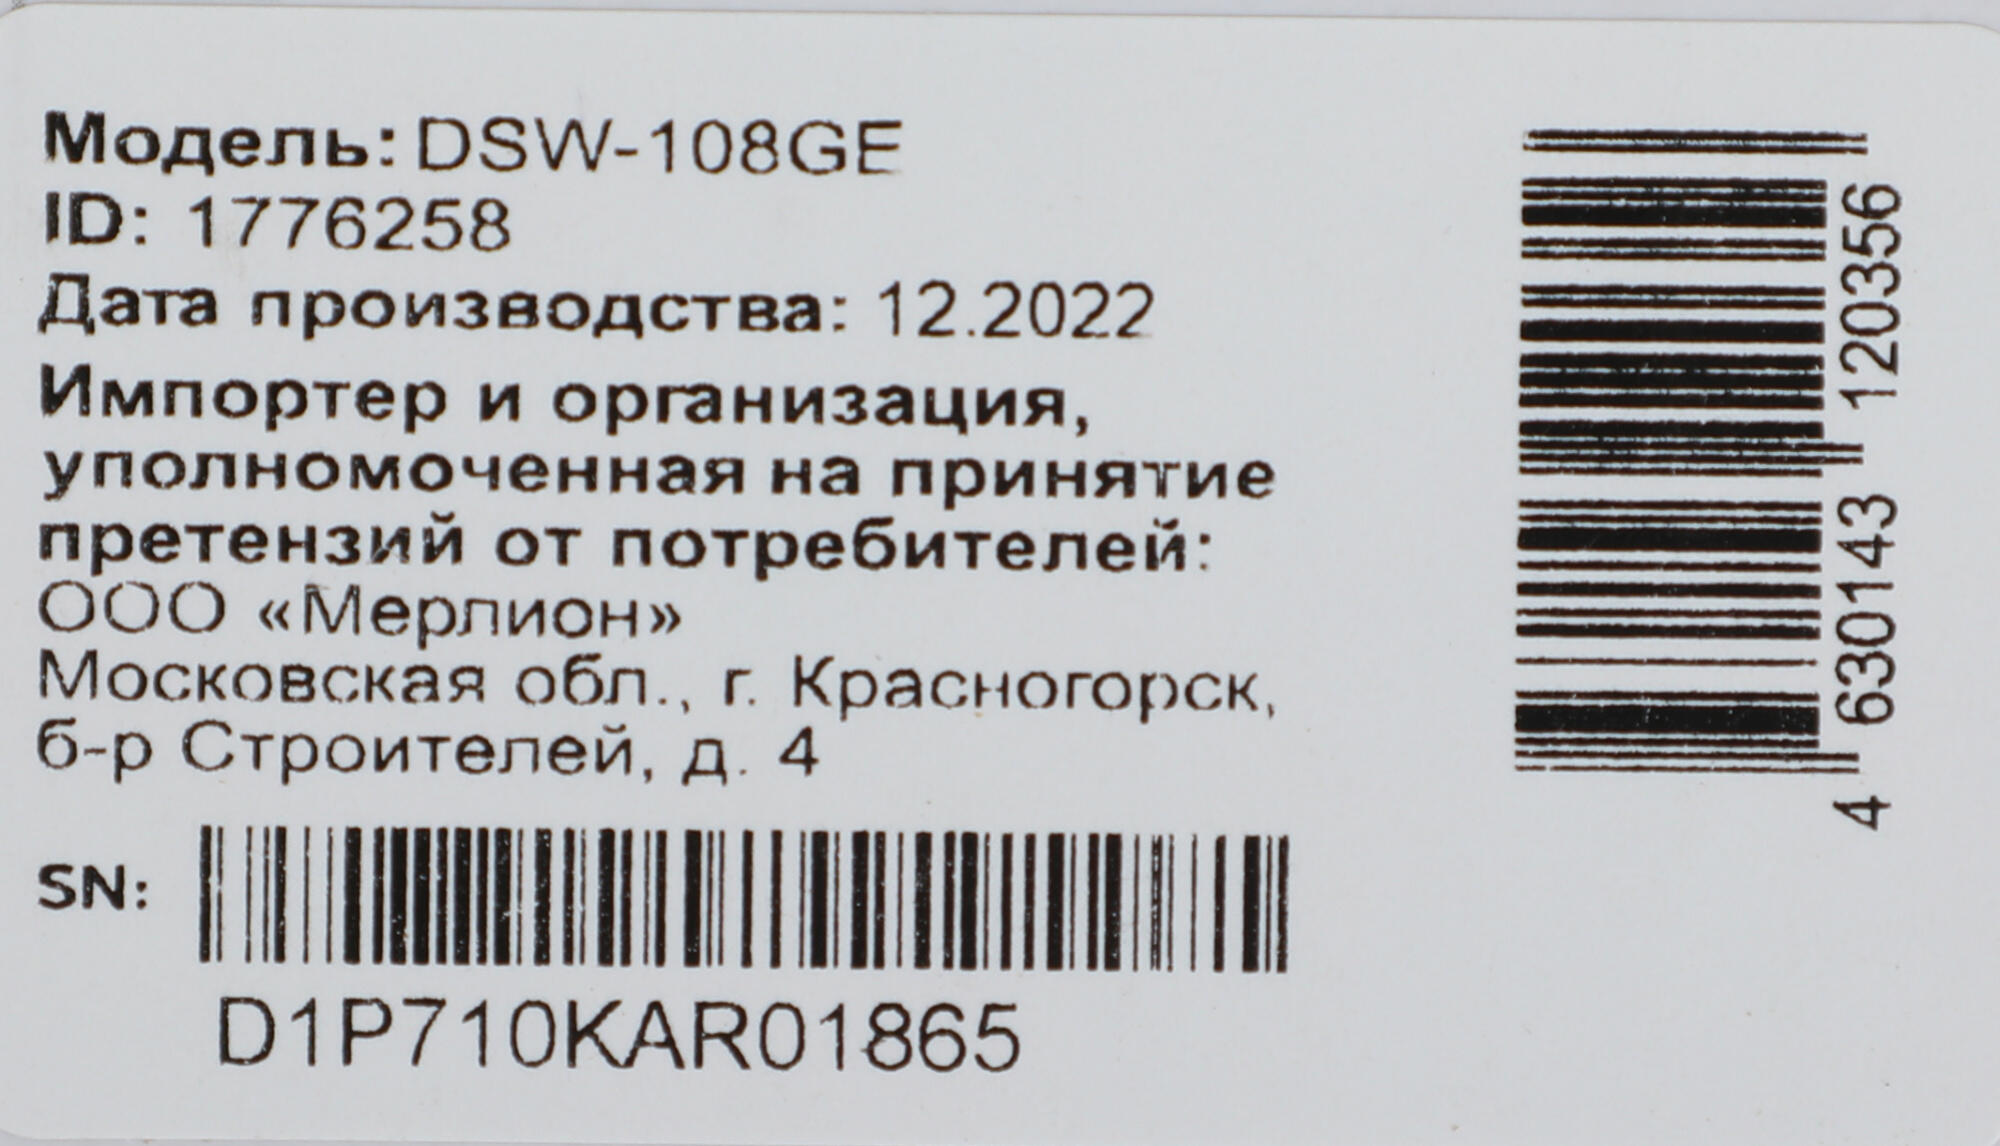 Модель: DSW-108GE
ID: 1776258
Дата производства: 12.2022
Импортер и организация,
уполномоченная на принятие
претензий от потребителей:
ООО «Мерлион»
Московская обл., г. Красногорск,
б-р Строителей, д. 4
SN:
D1P710KAR01865
4 630143 120356